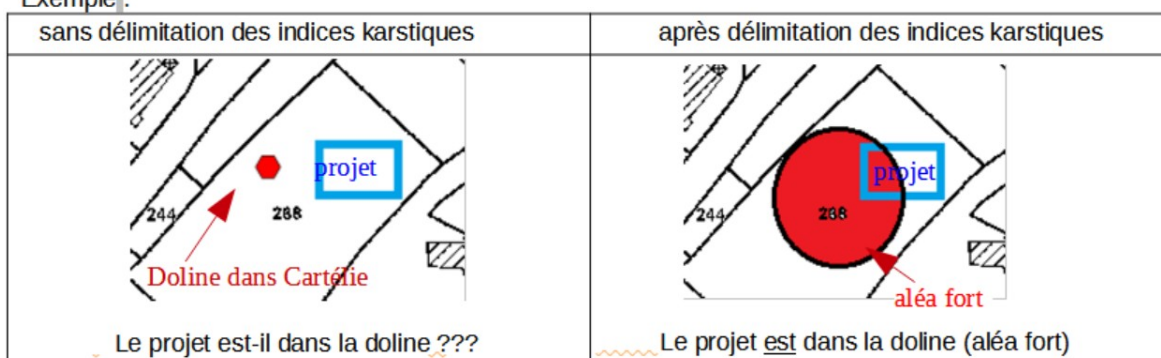 Exemple :
sans délimitation des indices karstiques
projet
244
288
Doline dans Cartélie
Le projet est-il dans la doline ???
après délimitation des indices karstiques
projet
244
288
aléa fort
Le projet est dans la doline (aléa fort)